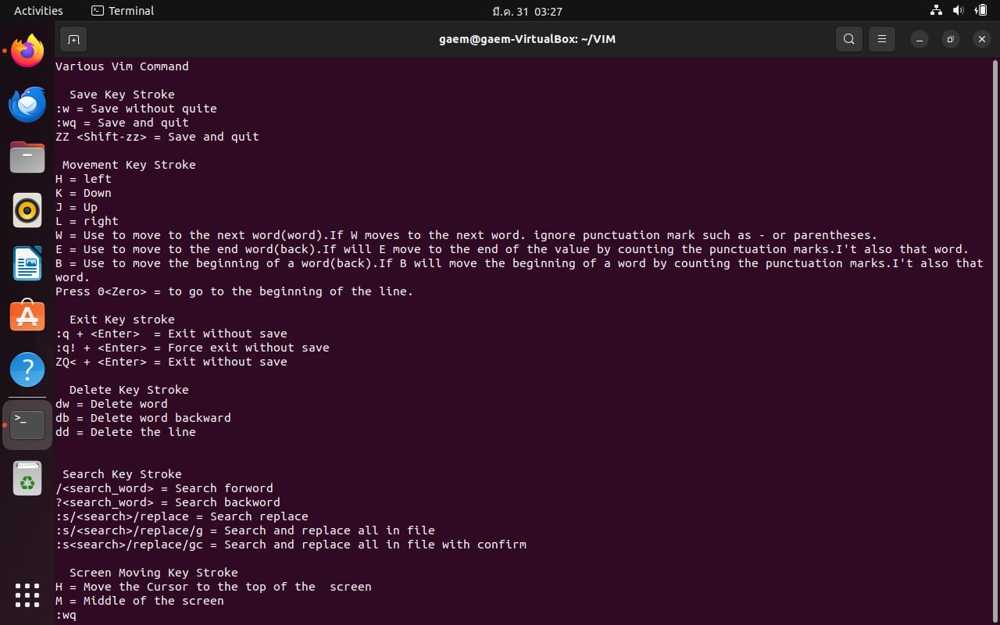 Activities
Terminal
มี.ค. 31 03:27
gaem@gaem-VirtualBox: ~/VIM
Various Vim Command
Save Key Stroke
:w = Save without quite
:wq = Save and quit
ZZ <Shift-zz> = Save and quit
Movement Key Stroke
H = left
K = Down
J = Up
L = right
W = Use to move to the next word(word).If W moves to the next word. ignore punctuation mark such as - or parentheses.
E = Use to move to the end word(back).If will E move to the end of the value by counting the punctuation marks.I't also that word.
B = Use to move the beginning of a word(back).If B will move the beginning of a word by counting the punctuation marks.I't also that
word.
Press 0<Zero> = to go to the beginning of the line.
Exit Key stroke
:q + <Enter>  = Exit without save
:q! + <Enter> = Force exit without save
ZQ< + <Enter> = Exit without save
Delete Key Stroke
dw = Delete word
db = Delete word backward
dd = Delete the line
Search Key Stroke
/<search_word> = Search forword
?<search_word> = Search backword
:s/<search>/replace = Search replace
:s/<search>/replace/g = Search and replace all in file
:s<search>/replace/gc = Search and replace all in file with confirm
Screen Moving Key Stroke
H = Move the Cursor to the top of the  screen
M = Middle of the screen
:wq